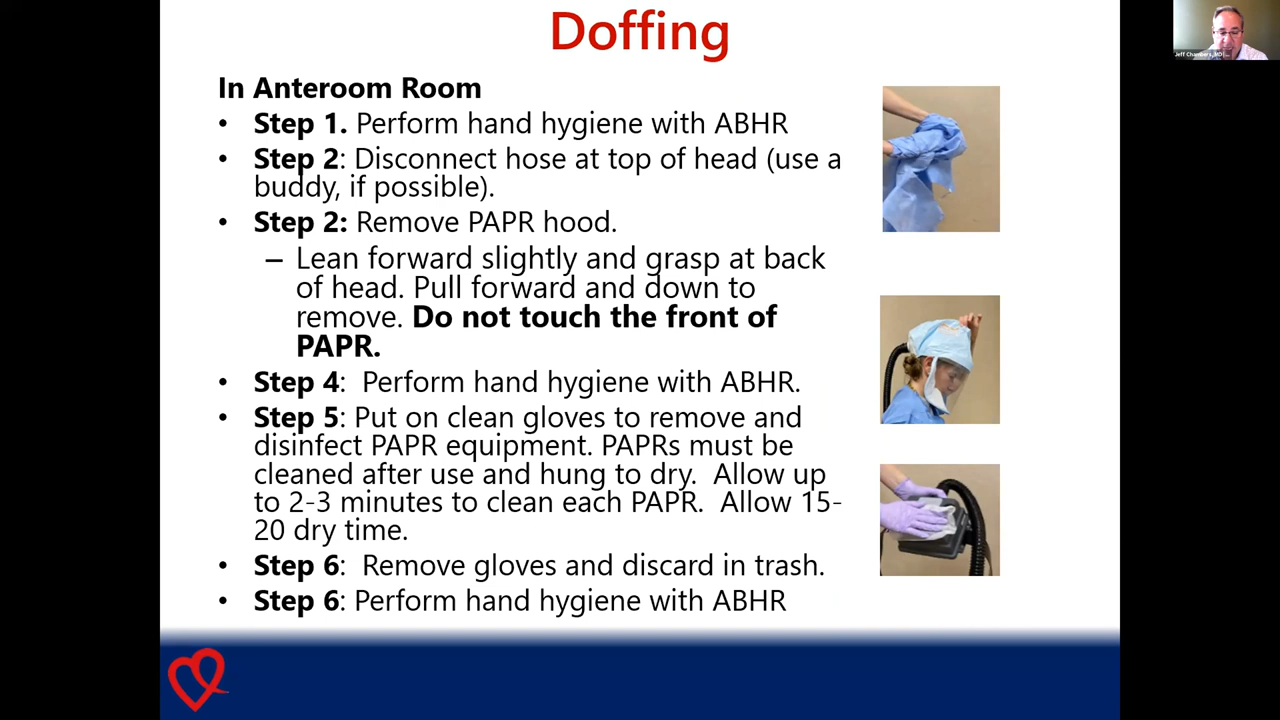 Doffing
In Anteroom Room
• Step 1. Perform hand hygiene with ABHR
• Step 2: Disconnect hose at top of head (use a
buddy, if possible).
• Step 2: Remove PAPR hood.
– Lean forward slightly and grasp at back
of head. Pull forward and down to
remove. Do not touch the front of
PAPR.
• Step 4:  Perform hand hygiene with ABHR.
• Step 5: Put on clean gloves to remove and
disinfect PAPR equipment. PAPRs must be
cleaned after use and hung to dry.  Allow up
to 2-3 minutes to clean each PAPR.  Allow 15-
20 dry time.
• Step 6:  Remove gloves and discard in trash.
• Step 6: Perform hand hygiene with ABHR
Jeff Chambers, MD